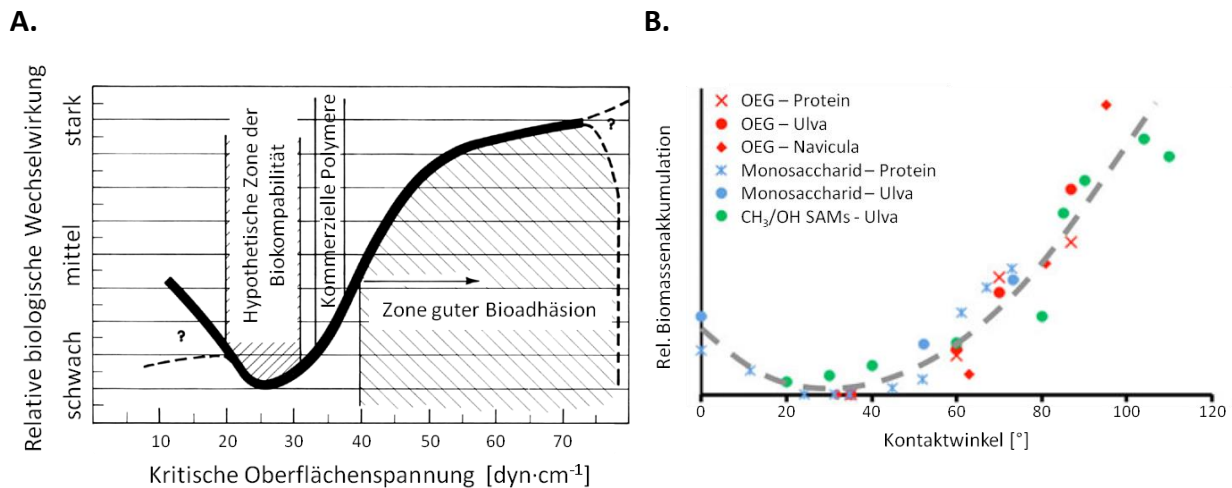 A.
Relative biologische Wechselwirkung
stark
mittel
schwach
?
Hypothetische Zone der
Biokompabilität
Kommerzielle Polymere
?
Zone guter Bioadhäsion
10 20 30 40 50 60 70
Kritische Oberflächenspannung [dyn·cm⁻¹]
B.
Rel. Biomassenakumulation
OEG – Protein
OEG – Ulva
OEG – Navicula
Monosaccharid – Protein
Monosaccharid – Ulva
CH₃/OH SAMs - Ulva
0 20 40 60 80 100 120
Kontaktwinkel [°]